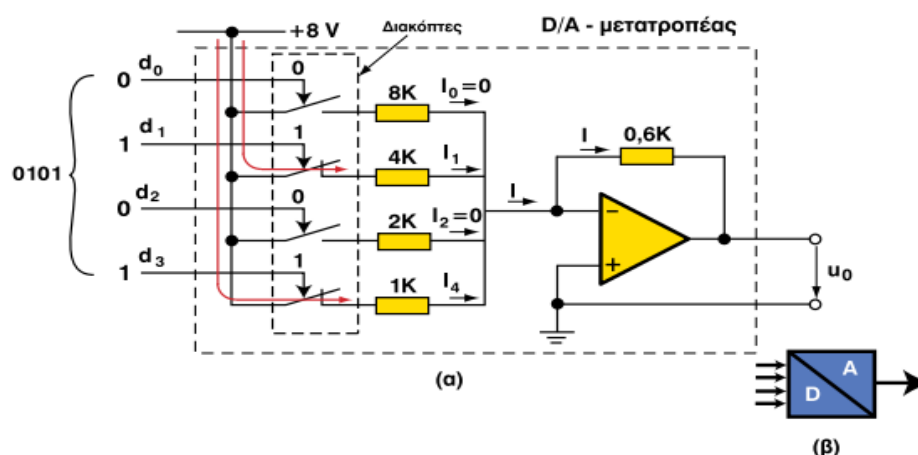 +8 V
Διακόπτες
D/A - μετατροπέας
0 d0
0
8K
I0=0
1 d1
1
4K
I1
I
0,6K
0101
0 d2
0
2K
I2=0
I
−
+
1 d3
1
1K
I4
u0
(α)
D A
(β)